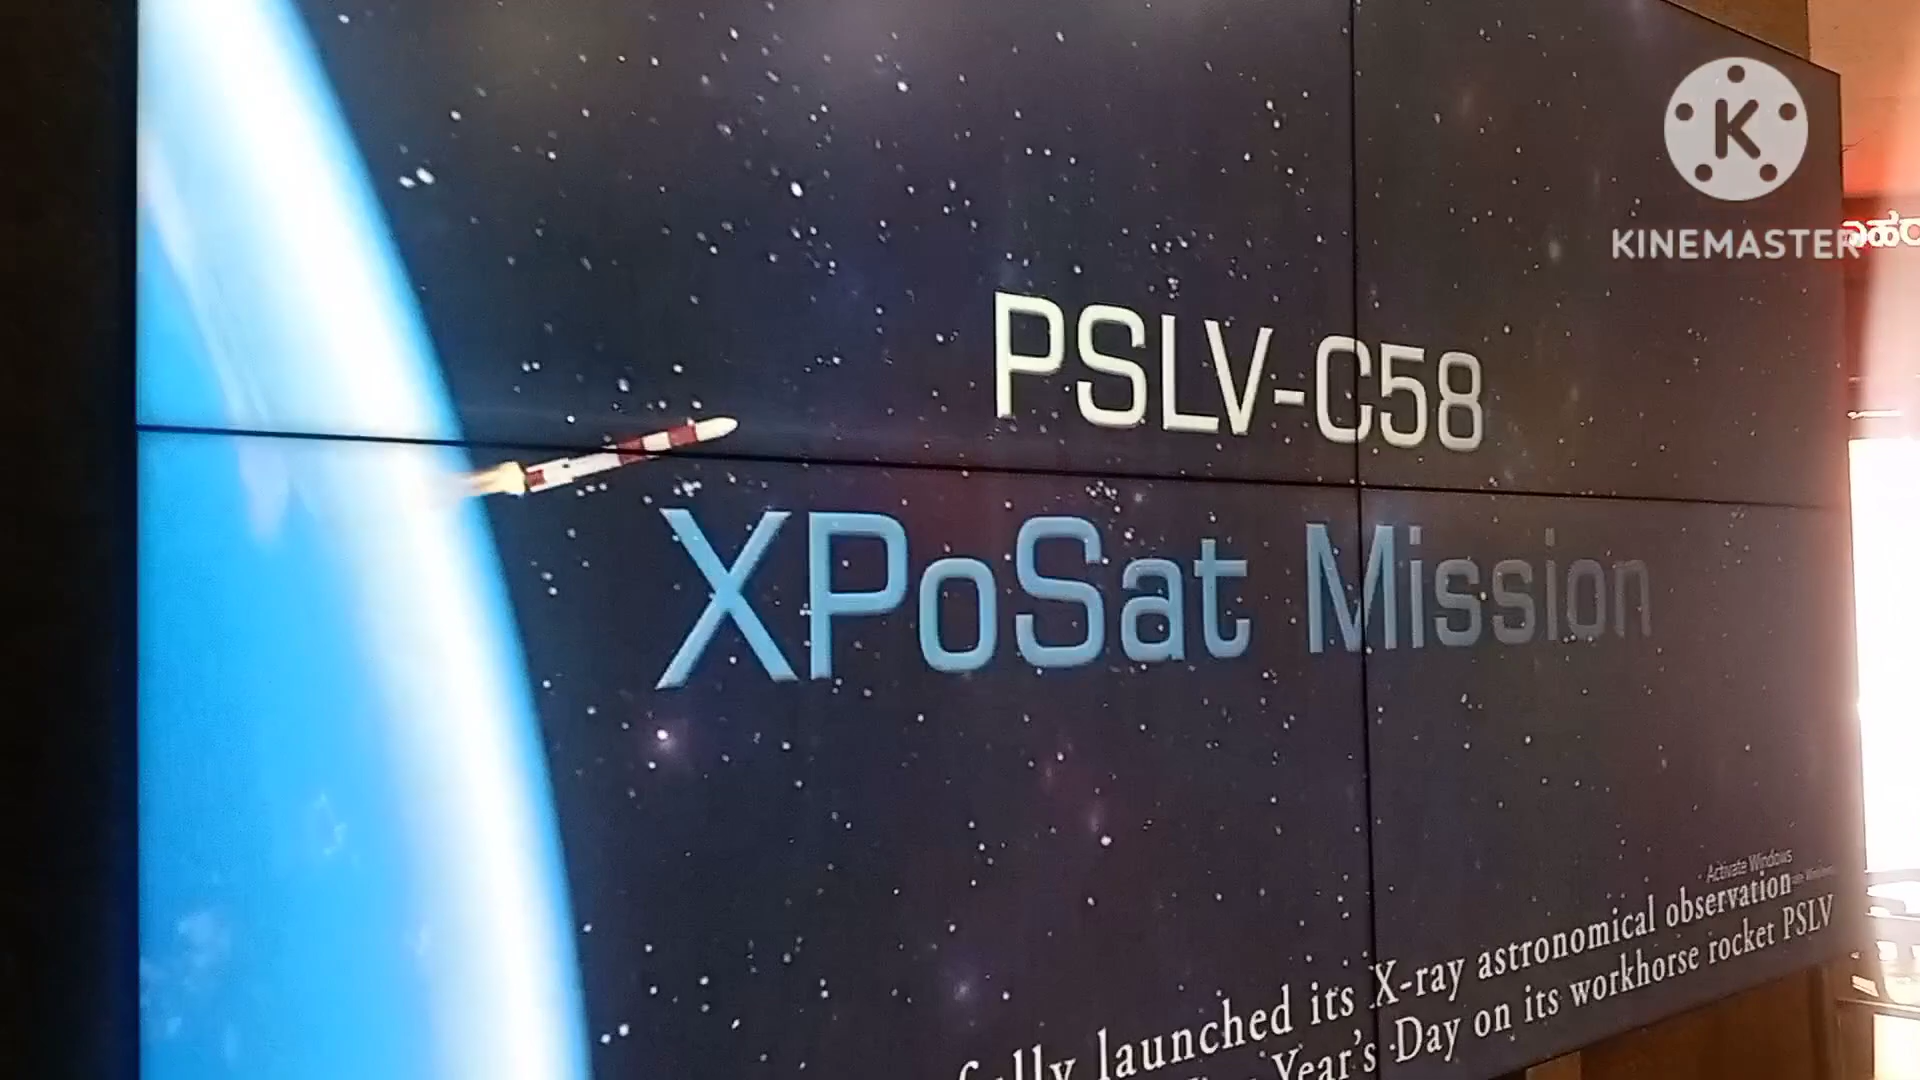 K
KINEMASTER
PSLV-C58
XPoSat Mission
Activate Windows
launched its X-ray astronomical observation
Year's Day on its workhorse rocket PSLV